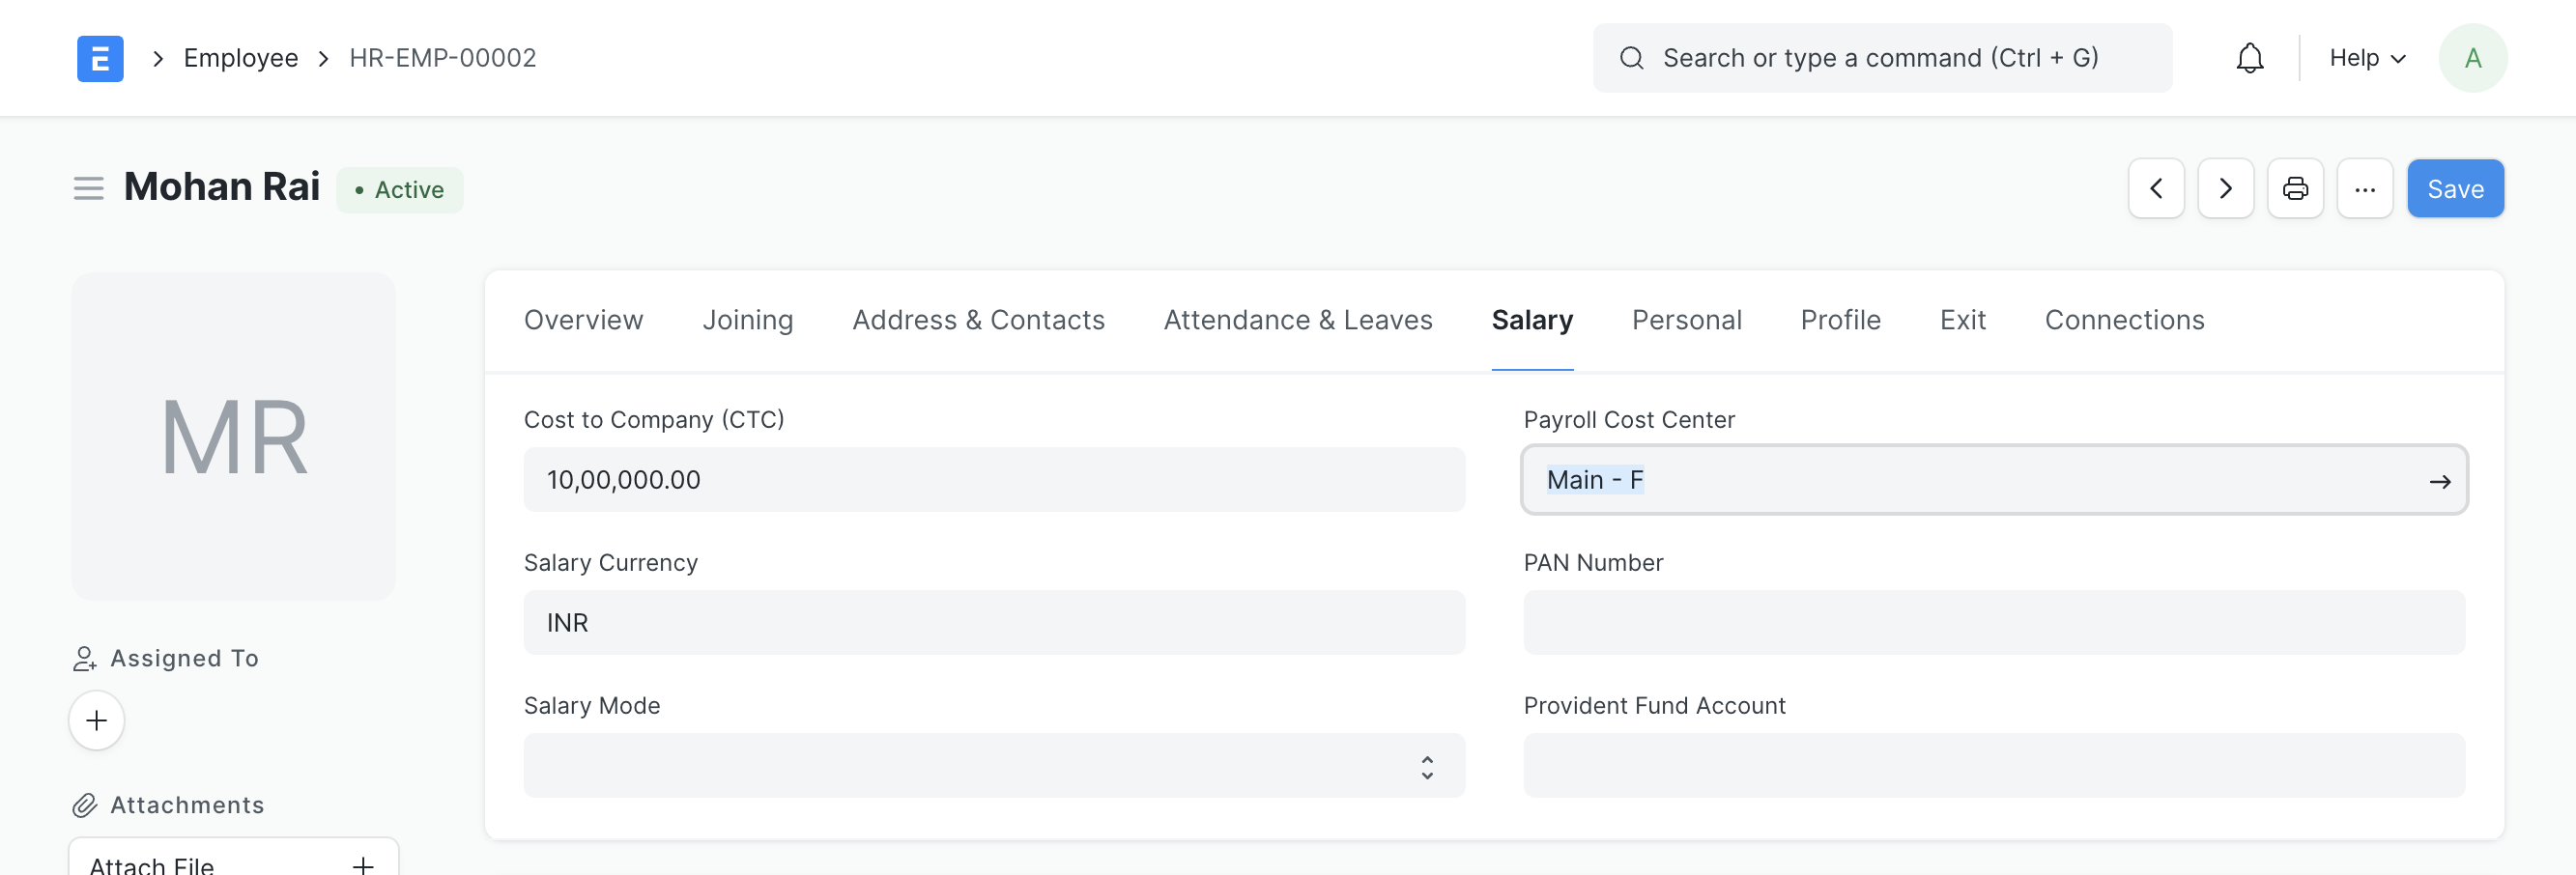 E > Employee > HR-EMP-00002 Search or type a command (Ctrl + G) Help A
Mohan Rai • Active ... Save
MR
Overview Joining Address & Contacts Attendance & Leaves Salary Personal Profile Exit Connections
Cost to Company (CTC) Payroll Cost Center
10,00,000.00 Main - F →
Salary Currency PAN Number
INR
Salary Mode Provident Fund Account
Assigned To
+
Attachments
Attach File +